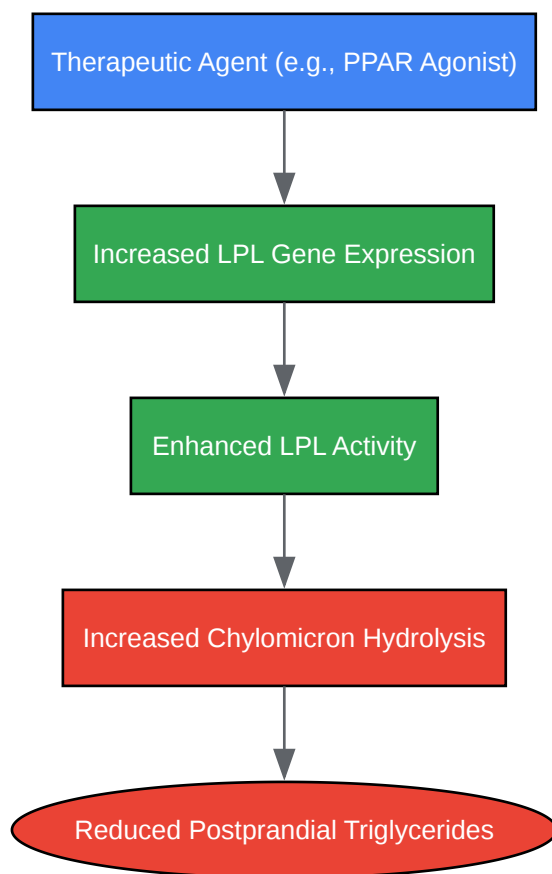 Therapeutic Agent (e.g., PPAR Agonist)
Increased LPL Gene Expression
Enhanced LPL Activity
Increased Chylomicron Hydrolysis
Reduced Postprandial Triglycerides